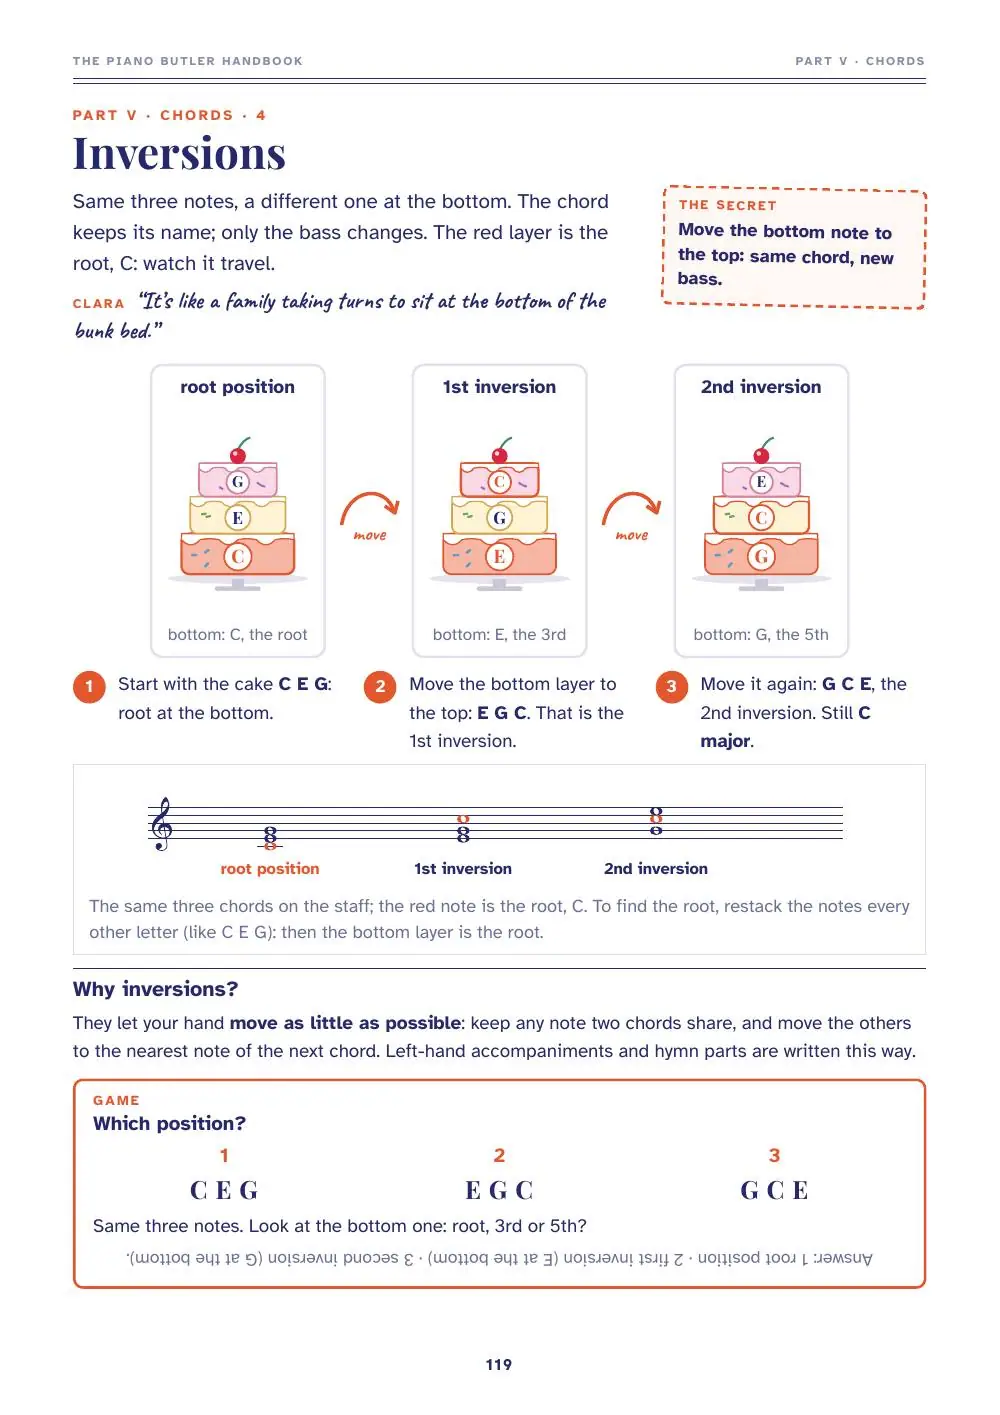 THE PIANO BUTLER HANDBOOK
PART V · CHORDS
PART V · CHORDS · 4
Inversions
Same three notes, a different one at the bottom. The chord
keeps its name; only the bass changes. The red layer is the
root, C: watch it travel.
CLARA “It’s like a family taking turns to sit at the bottom of the
bunk bed.”
THE SECRET
Move the bottom note to
the top: same chord, new
bass.
root position
G
E
C
bottom: C, the root
move
1st inversion
C
G
E
bottom: E, the 3rd
move
2nd inversion
E
C
G
bottom: G, the 5th
1 Start with the cake C E G:
root at the bottom.
2 Move the bottom layer to
the top: E G C. That is the
1st inversion.
3 Move it again: G C E, the
2nd inversion. Still C
major.
root position
1st inversion
2nd inversion
The same three chords on the staff; the red note is the root, C. To find the root, restack the notes every
other letter (like C E G): then the bottom layer is the root.
Why inversions?
They let your hand move as little as possible: keep any note two chords share, and move the others
to the nearest note of the next chord. Left-hand accompaniments and hymn parts are written this way.
GAME
Which position?
1
2
3
C E G
E G C
G C E
Same three notes. Look at the bottom one: root, 3rd or 5th?
Answer: 1 root position · 2 first inversion (E at the bottom) · 3 second inversion (G at the bottom).
119